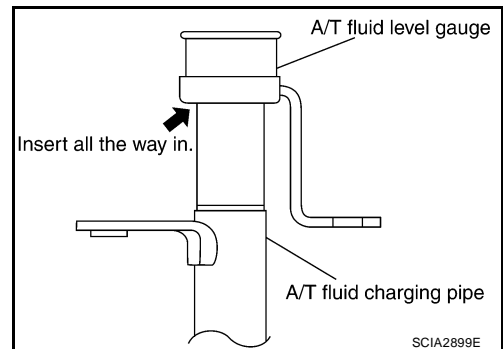 A/T fluid level gauge
Insert all the way in.
A/T fluid charging pipe
SCIA2899E